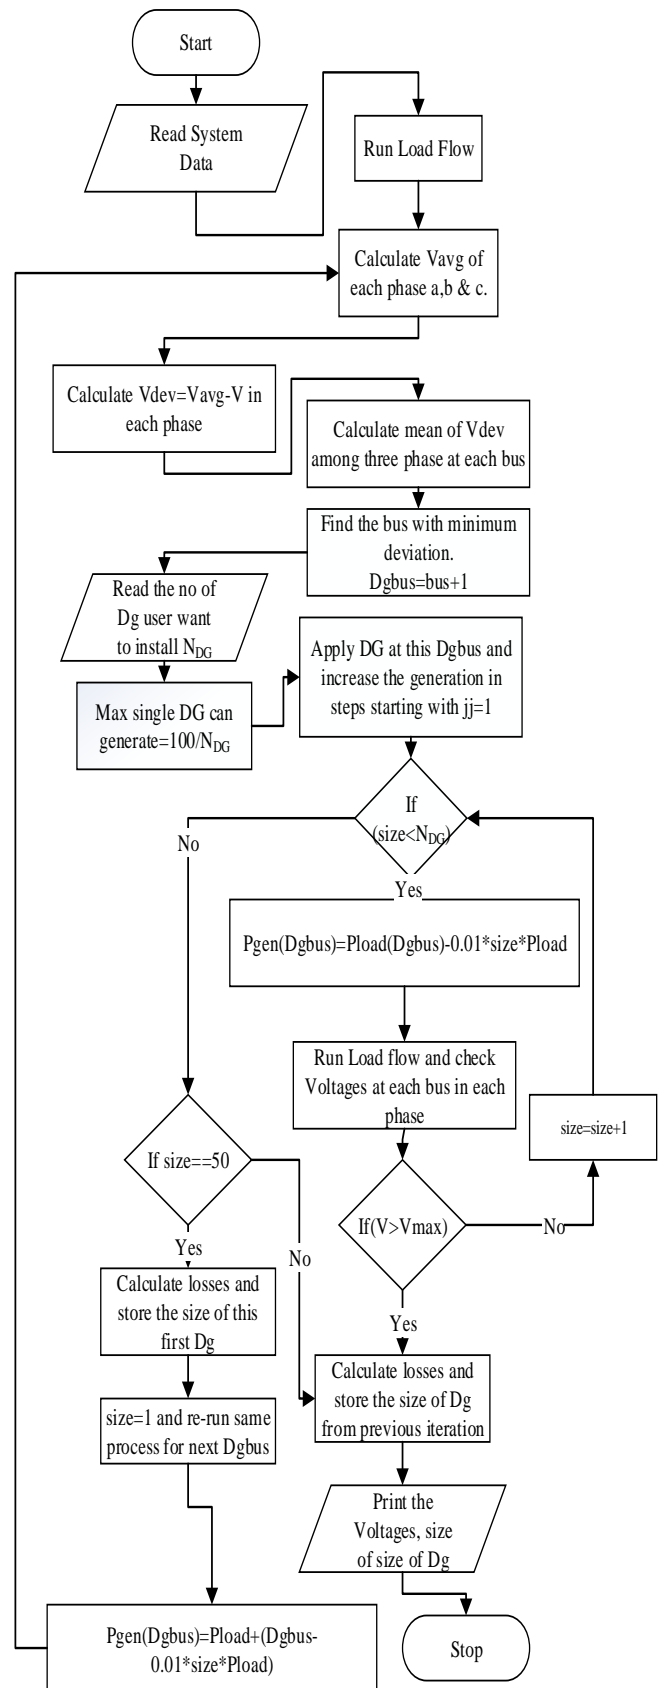 Start
Read System
Data
Run Load Flow
Calculate Vavg of
each phase a,b & c.
Calculate Vdev=Vavg-V in
each phase
Calculate mean of Vdev
among three phase at each bus
Find the bus with minimum
deviation.
Dgbus=bus+1
Read the no of
Dg user want
to install NDG
Max single DG can
generate=100/NDG
Apply DG at this Dgbus and
increase the generation in
steps starting with jj=1
If
(size<NDG)
No
Yes
Pgen(Dgbus)=Pload(Dgbus)-0.01*size*Pload
Run Load flow and check
Voltages at each bus in each
phase
size=size+1
If(V>Vmax)
No
Yes
If size==50
Yes
No
Calculate losses and
store the size of this
first Dg
size=1 and re-run same
process for next Dgbus
Calculate losses and
store the size of Dg
from previous iteration
Print the
Voltages, size
of size of Dg
Pgen(Dgbus)=Pload+(Dgbus-
0.01*size*Pload)
Stop